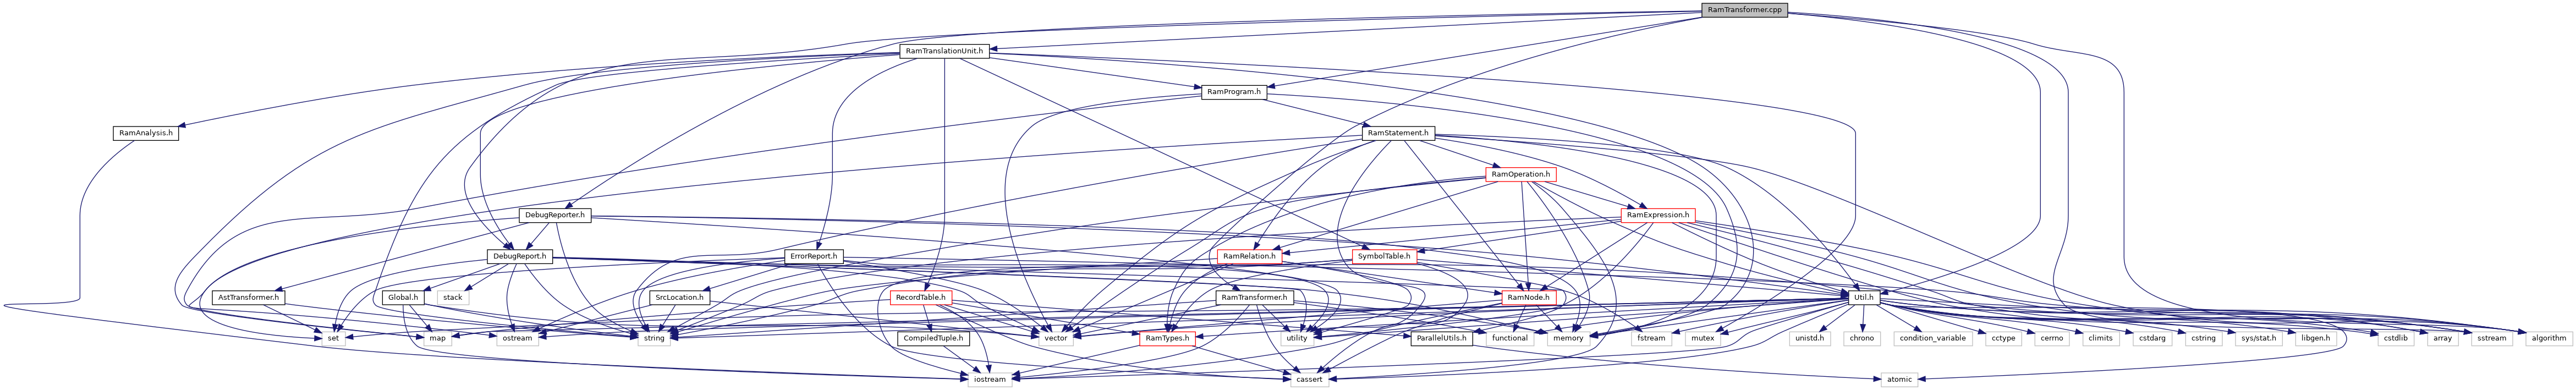 RamTransformer.cpp
RamTranslationUnit.h
RamProgram.h
RamAnalysis.h
RamStatement.h
RamOperation.h
DebugReporter.h
RamExpression.h
DebugReport.h
ErrorReport.h
RamRelation.h
SymbolTable.h
AstTransformer.h
Global.h
stack
SrcLocation.h
RecordTable.h
RamTransformer.h
RamNode.h
Util.h
set
map
ostream
string
CompiledTuple.h
vector
RamTypes.h
utility
ParallelUtils.h
functional
memory
fstream
mutex
unistd.h
chrono
condition_variable
cctype
cerrno
climits
cstdarg
cstring
sys/stat.h
libgen.h
cstdlib
array
sstream
algorithm
iostream
cassert
atomic